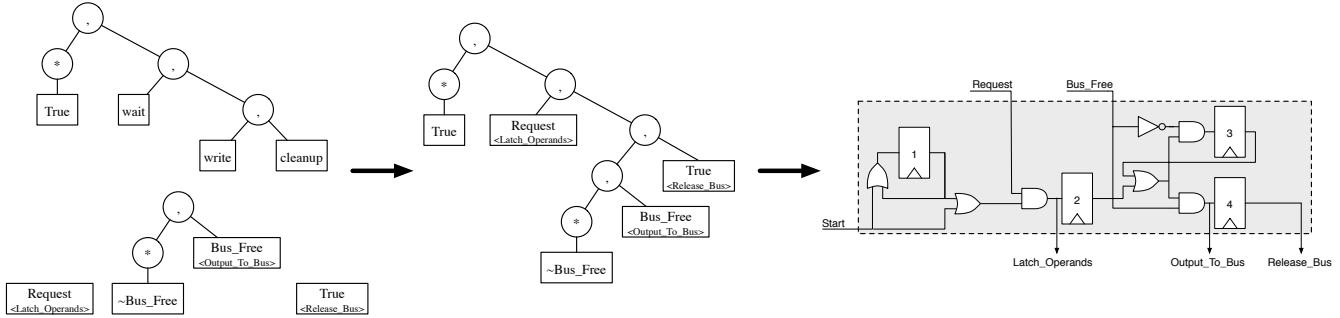 ,
*
,
True
wait
,
write
cleanup
,
*
Bus_Free
<Output_To_Bus>
Request
<Latch_Operands>
~Bus_Free
True
<Release_Bus>
,
*
,
True
Request
<Latch_Operands>
,
,
True
<Release_Bus>
*
Bus_Free
<Output_To_Bus>
~Bus_Free
Request
Bus_Free
1
3
2
4
Start
Latch_Operands
Output_To_Bus
Release_Bus